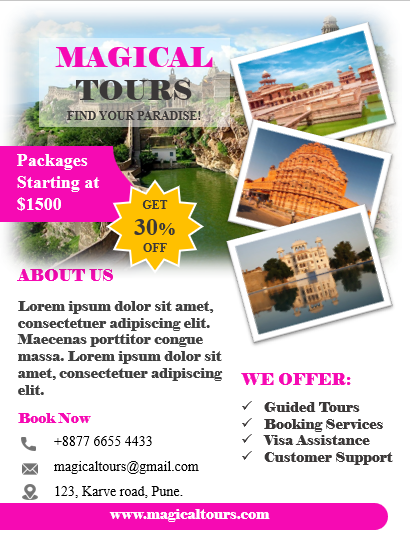 MAGICAL
TOURS
FIND YOUR PARADISE!
Packages
Starting at
$1500
GET
30%
OFF
ABOUT US
Lorem ipsum dolor sit amet,
consectetuer adipiscing elit.
Maecenas porttitor congue
massa. Lorem ipsum dolor sit
amet, consectetuer adipiscing
elit.
Book Now
+8877 6655 4433
magicaltours@gmail.com
123, Karve road, Pune.
WE OFFER:
✓ Guided Tours
✓ Booking Services
✓ Visa Assistance
✓ Customer Support
www.magicaltours.com